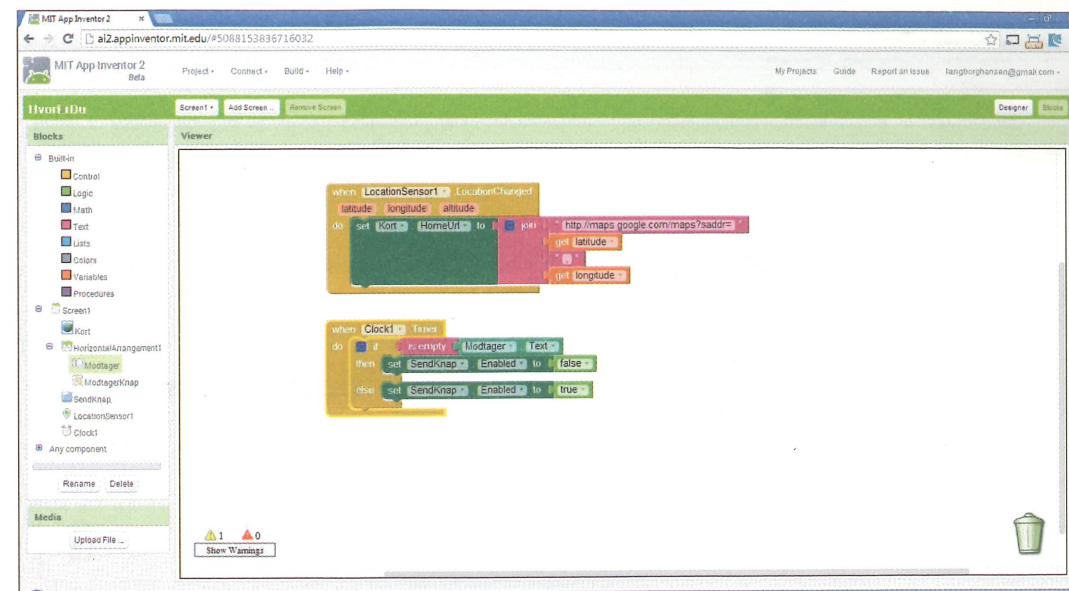 MIT App Inventor 2
ai2.appinventor.mit.edu/#5088153836716032
MIT App Inventor 2
Beta
Project Connect Build Help
My Projects Guide Report an Issue
HvorErDu
Screen1 Add Screen ... Remove Screen
Designer Blocks
Blocks
Viewer
Built-in
Control
Logic
Math
Text
Lists
Colors
Variables
Procedures
Screen1
Kort
HorizontalArrangement1
Modtager
ModtagerKnap
SendKnap
LocationSensor1
Clock1
Any component
Rename Delete
Media
Upload File ...
when LocationSensor1 .LocationChanged
latitude longitude altitude
do set Kort . HomeUrl to join " http://maps.google.com/maps?saddr= "
get latitude
" , "
get longitude
when Clock1 .Timer
do if is empty Modtager . Text
then set SendKnap . Enabled to false
else set SendKnap . Enabled to true
1 0
Show Warnings